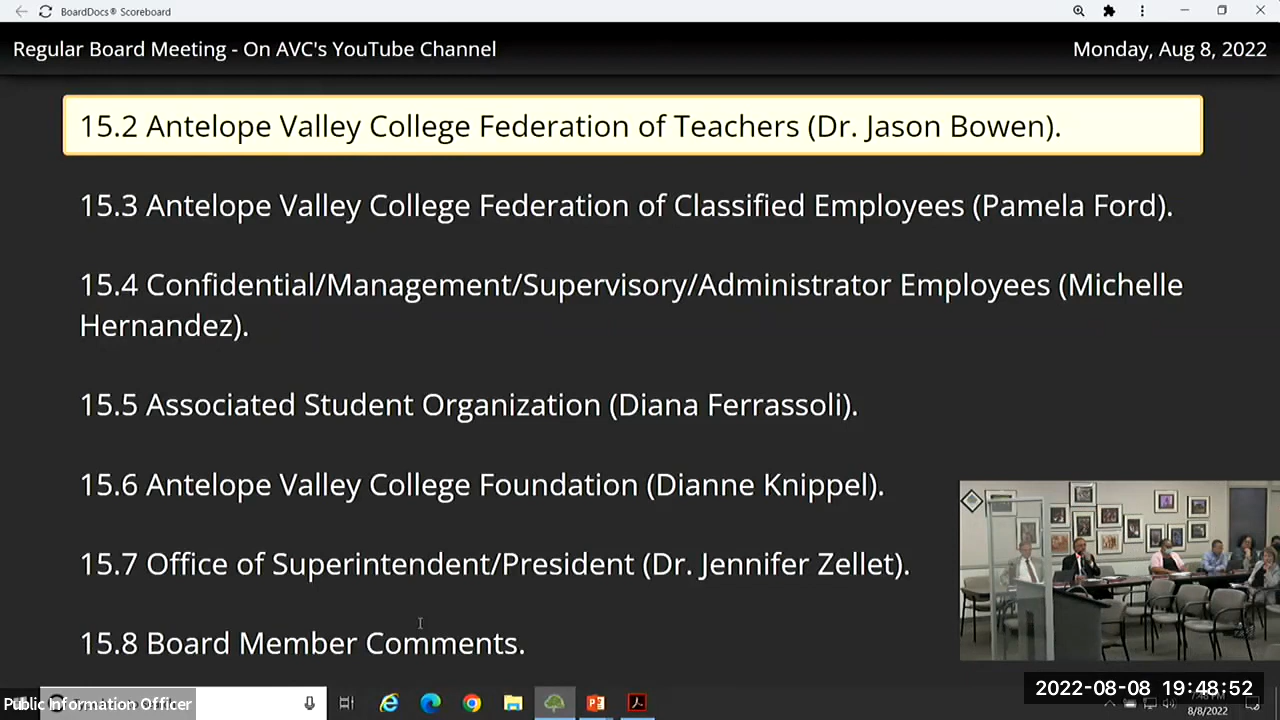 BoardDocs® Scoreboard
Regular Board Meeting - On AVC's YouTube Channel
Monday, Aug 8, 2022
15.2 Antelope Valley College Federation of Teachers (Dr. Jason Bowen).
15.3 Antelope Valley College Federation of Classified Employees (Pamela Ford).
15.4 Confidential/Management/Supervisory/Administrator Employees (Michelle
Hernandez).
15.5 Associated Student Organization (Diana Ferrassoli).
15.6 Antelope Valley College Foundation (Dianne Knippel).
15.7 Office of Superintendent/President (Dr. Jennifer Zellet).
15.8 Board Member Comments.
Public Information Officer
2022-08-08 19:48:52
8/8/2022